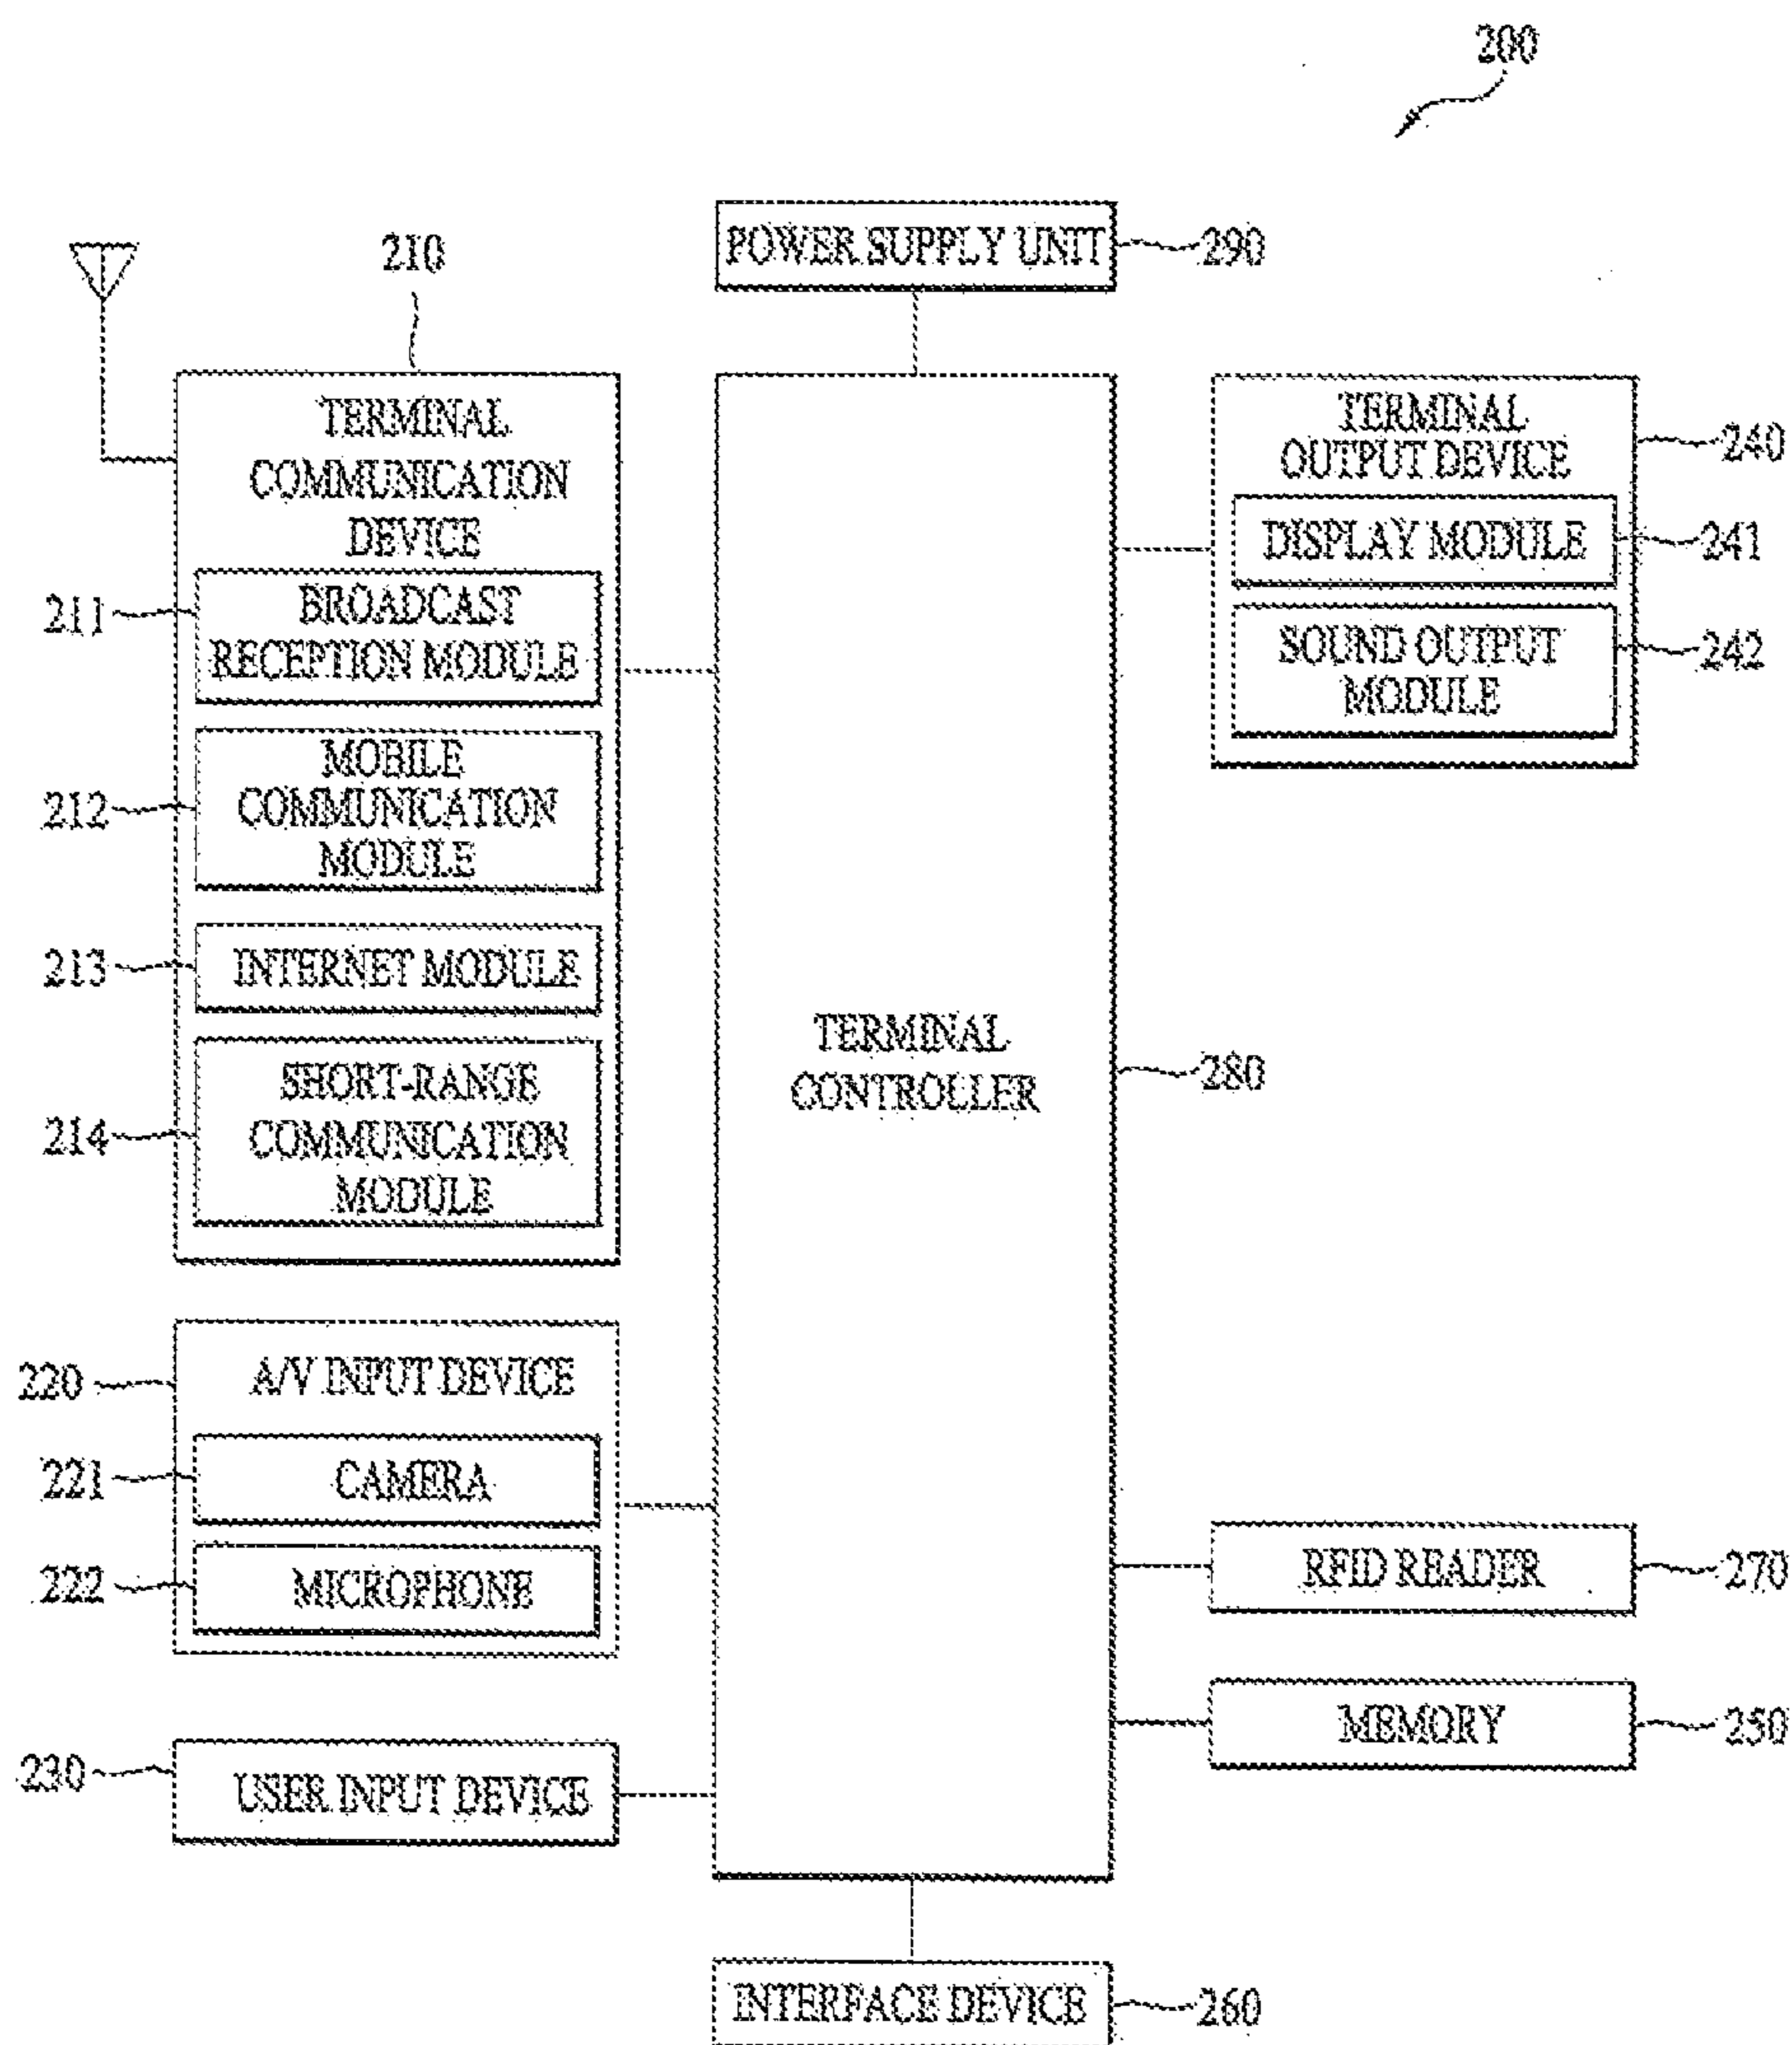 200
POWER SUPPLY UNIT
290
210
TERMINAL
COMMUNICATION
DEVICE
211
BROADCAST
RECEPTION MODULE
212
MOBILE
COMMUNICATION
MODULE
213
INTERNET MODULE
214
SHORT-RANGE
COMMUNICATION
MODULE
220
A/V INPUT DEVICE
221
CAMERA
222
MICROPHONE
230
USER INPUT DEVICE
TERMINAL
CONTROLLER
280
TERMINAL
OUTPUT DEVICE
240
DISPLAY MODULE
241
SOUND OUTPUT
MODULE
242
RFID READER
270
MEMORY
250
INTERFACE DEVICE
260